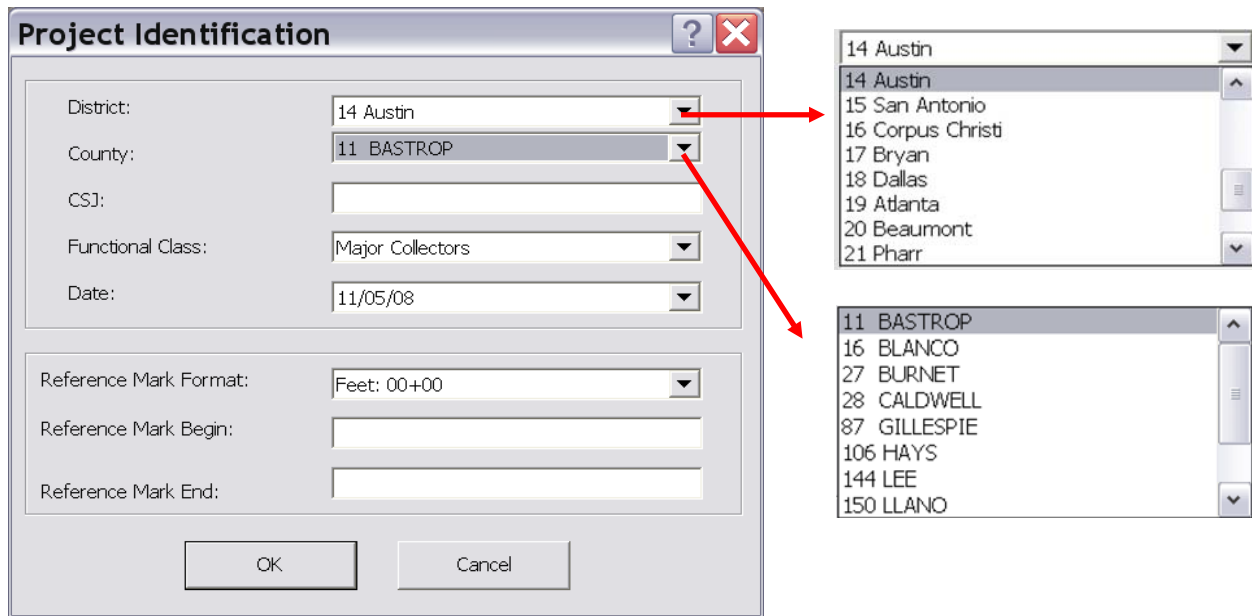 Project Identification
District:
14 Austin
County:
11 BASTROP
CSJ:
Functional Class:
Major Collectors
Date:
11/05/08
Reference Mark Format:
Feet: 00+00
Reference Mark Begin:
Reference Mark End:
OK
Cancel
14 Austin
14 Austin
15 San Antonio
16 Corpus Christi
17 Bryan
18 Dallas
19 Atlanta
20 Beaumont
21 Pharr
11 BASTROP
16 BLANCO
27 BURNET
28 CALDWELL
87 GILLESPIE
106 HAYS
144 LEE
150 LLANO